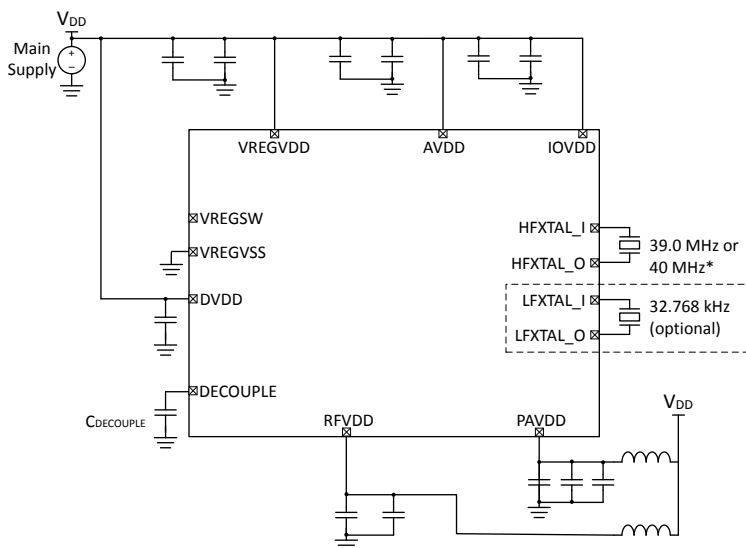 VDD
Main
Supply
+
–
VREGVDD
AVDD
IOVDD
VREGSW
VREGVSS
DVDD
DECOUPLE
CDECOUPLE
HFXTAL_I
HFXTAL_O
39.0 MHz or
40 MHz*
LFXTAL_I
LFXTAL_O
32.768 kHz
(optional)
RFVDD
PAVDD
VDD